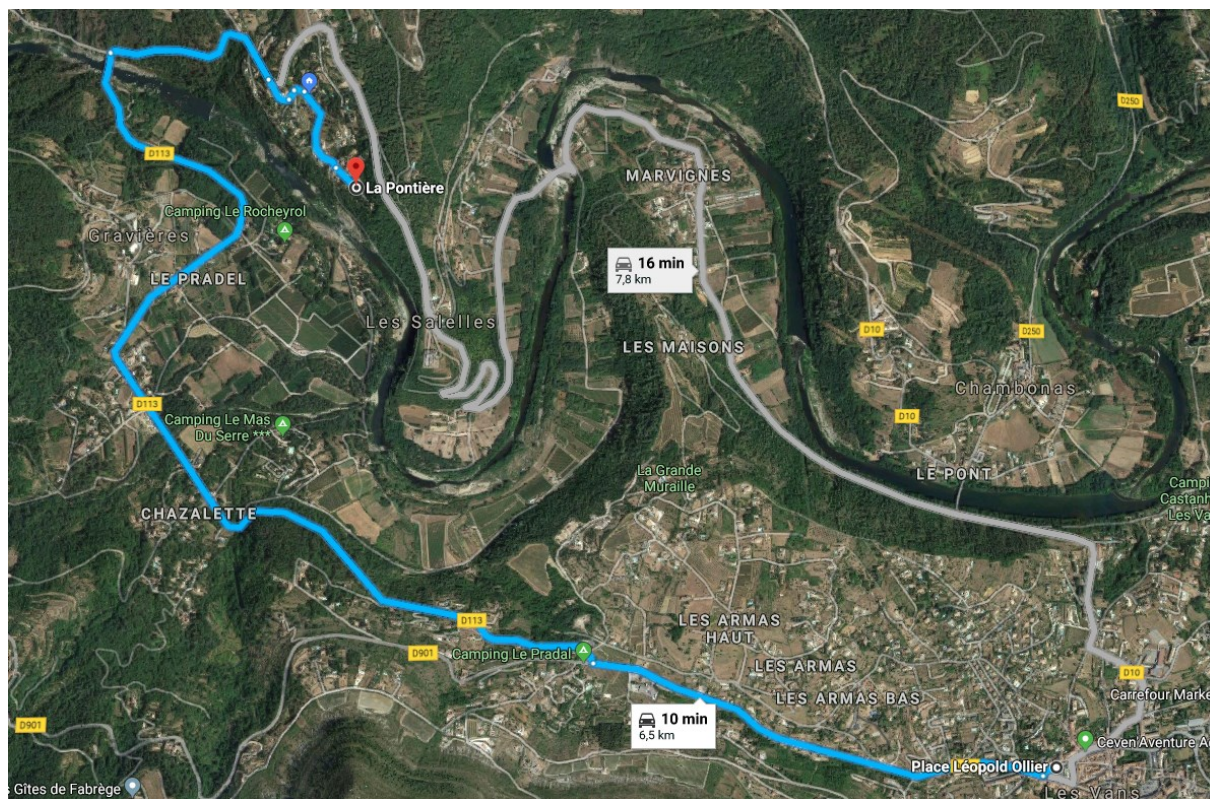 D250
D113
MARVIGNES
La Pontière
Camping Le Rocheyrol
Gravières
LE PRADEL
16 min
7,8 km
Les Salelles
LES MAISONS
D10
D250
Chambonas
D113
Camping Le Mas
Du Serre ***
D10
La Grande
Muraille
LE PONT
Campi
Castanh
Les Va
CHAZALETTE
D113
LES ARMAS
HAUT
D901
Camping Le Pradal
LES ARMAS
D10
LES ARMAS BAS
Carrefour Marke
D901
10 min
6,5 km
Ceven'Aventure A
Place Léopold Ollier
Les Vans
s Gîtes de Fabrège